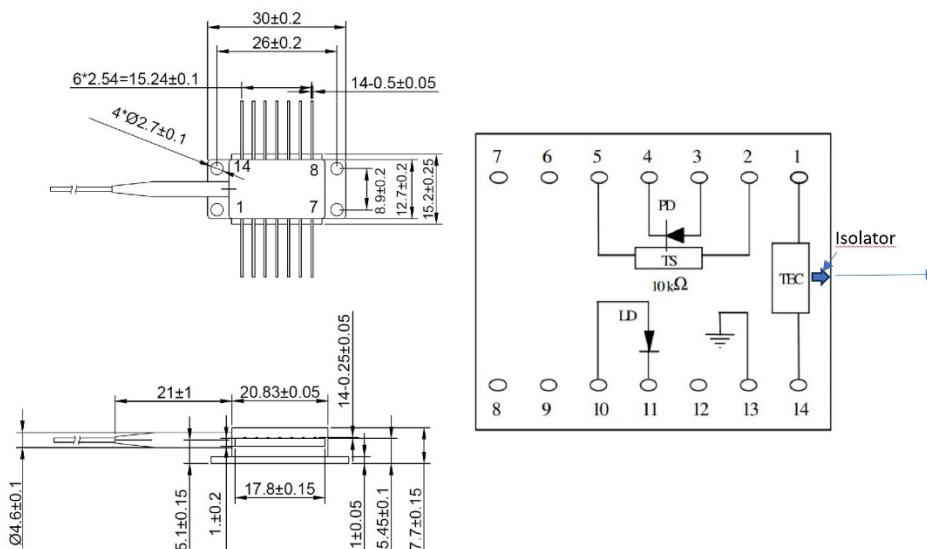 30±0.2
26±0.2
6*2.54=15.24±0.1
14-0.5±0.05
4*Ø2.7±0.1
14
8
1
7
8.9±0.2
12.7±0.2
15.2±0.25
7 6 5 4 3 2 1
PD
TS
10kΩ
TEC
Isolator
LD
8 9 10 11 12 13 14
21±1
20.83±0.05
14-0.25±0.05
17.8±0.15
Ø4.6±0.1
5.1±0.15
1.±0.2
1±0.05
5.45±0.1
7.7±0.15